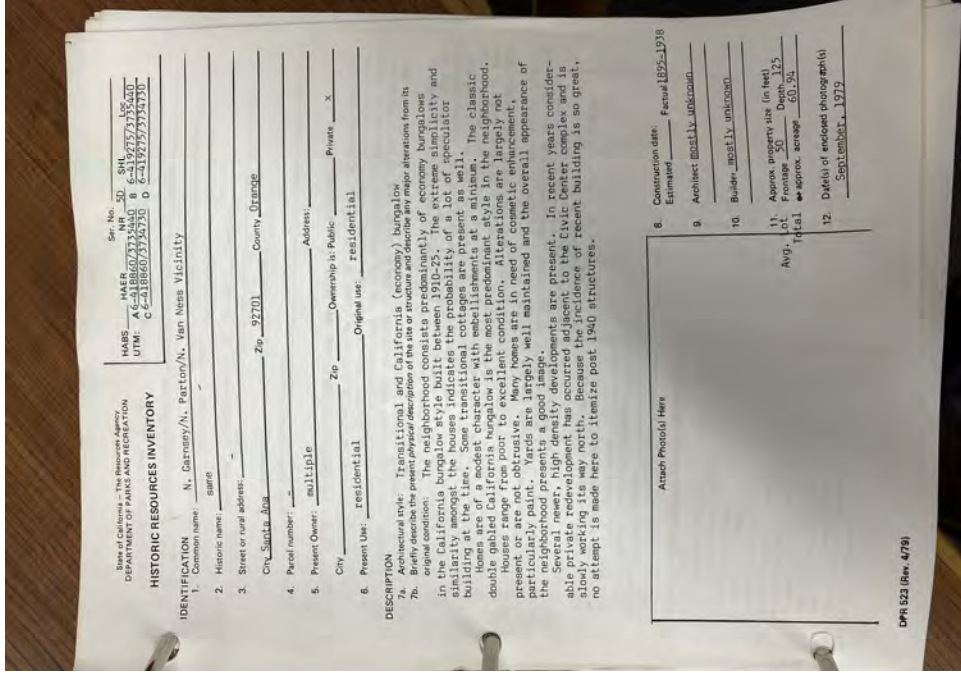 State of California — The Resources Agency
DEPARTMENT OF PARKS AND RECREATION
HISTORIC RESOURCES INVENTORY
Ser. No.
HABS HAER NR 5D SHL Loc
UTM: A 6-418860/3735440 B 6-419275/3735440
C 6-418860/3734730 D 6-419275/3734730
IDENTIFICATION
1. Common name: N. Garnsey/N. Parton/N. Van Ness Vicinity
2. Historic name: same
3. Street or rural address: -
City Santa Ana Zip 92701 County Orange
4. Parcel number: -
5. Present Owner: multiple Address:
City Zip Ownership is: Public Private x
6. Present Use: residential Original use: residential
DESCRIPTION
7a. Architectural style: Transitional and California (economy) bungalow
7b. Briefly describe the present physical description of the site or structure and describe any major alterations from its
original condition: The neighborhood consists predominantly of economy bungalows
in the California bungalow style built between 1910-25. The extreme simplicity and
similarity amongst the houses indicates the probability of a lot of speculator
building at the time. Some transitional cottages are present as well.
Homes are of a modest character with embellishments at a minimum. The classic
double gabled California bungalow is the most predominant style in the neighborhood.
Houses range from poor to excellent condition. Alterations are largely not
present or are not obtrusive. Many homes are in need of cosmetic enhancement,
particularly paint. Yards are largely well maintained and the overall appearance of
the neighborhood presents a good image.
Several newer, high density developments are present. In recent years consider-
able private redevelopment has occurred adjacent to the Civic Center complex and is
slowly working its way north. Because the incidence of recent building is so great,
no attempt is made here to itemize post 1940 structures.
Attach Photo(s) Here
8. Construction date:
Estimated Factual 1895-1938
9. Architect mostly unknown
10. Builder mostly unknown
11. Approx. property size (in feet)
Avg. Lot Frontage 50 Depth 125
Total or approx. acreage 60.94
12. Date(s) of enclosed photograph(s)
September, 1979
DPR 523 (Rev. 4/79)